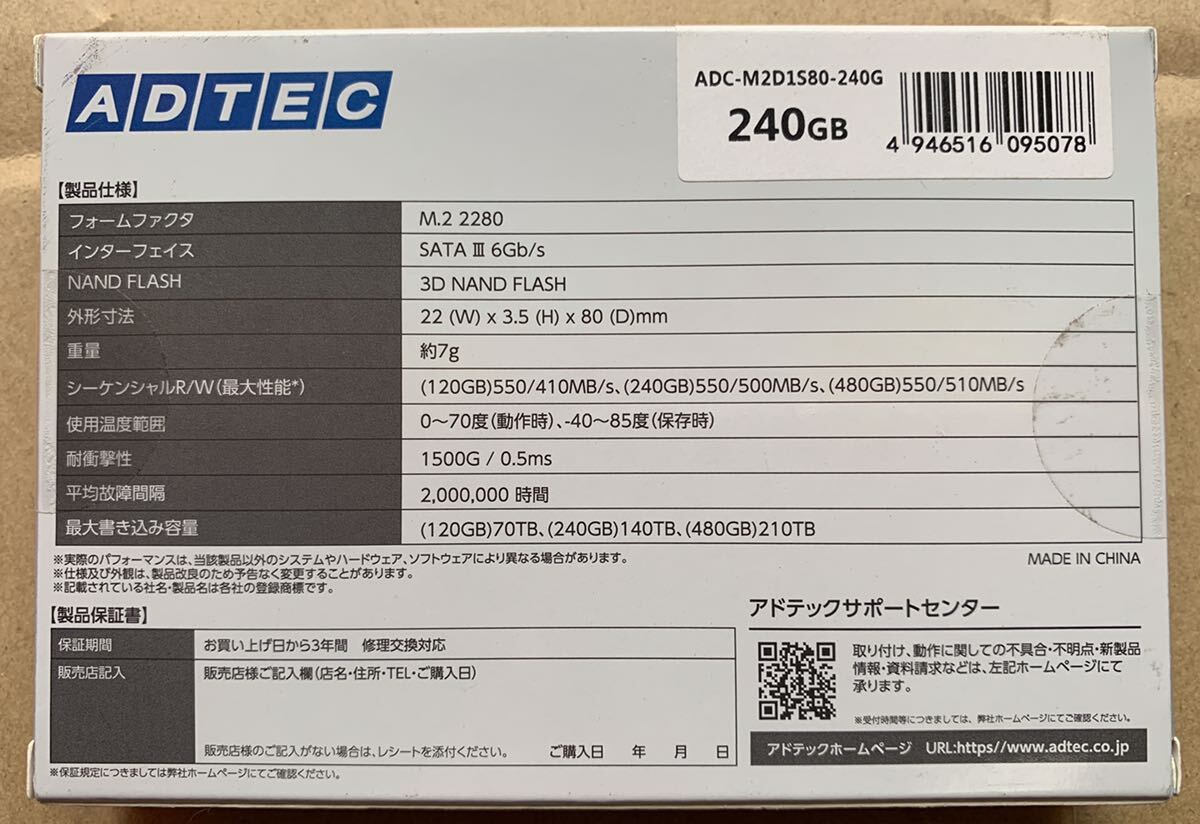 ADTEC
ADC-M2D1S80-240G
240GB
4 946516 095078
【製品仕様】
フォームファクタ M.2 2280
インターフェイス SATA Ⅲ 6Gb/s
NAND FLASH 3D NAND FLASH
外形寸法 22 (W) x 3.5 (H) x 80 (D)mm
重量 約7g
シーケンシャルR/W(最大性能*) (120GB)550/410MB/s、(240GB)550/500MB/s、(480GB)550/510MB/s
使用温度範囲 0〜70度(動作時)、-40〜85度(保存時)
耐衝撃性 1500G / 0.5ms
平均故障間隔 2,000,000 時間
最大書き込み容量 (120GB)70TB、(240GB)140TB、(480GB)210TB
※実際のパフォーマンスは、当該製品以外のシステムやハードウェア、ソフトウェアにより異なる場合があります。
※仕様及び外観は、製品改良のため予告なく変更することがあります。
※記載されている社名・製品名は各社の登録商標です。
MADE IN CHINA
【製品保証書】
保証期間 お買い上げ日から3年間 修理交換対応
販売店記入 販売店様ご記入欄(店名・住所・TEL・ご購入日)
販売店様のご記入がない場合は、レシートを添付ください。 ご購入日 年 月 日
※保証規定につきましては弊社ホームページにてご確認ください。
アドテックサポートセンター
取り付け、動作に関しての不具合・不明点・新製品
情報・資料請求などは、左記ホームページにて
承ります。
※受付時間等につきましては、弊社ホームページにてご確認ください。
アドテックホームページ URL:https//www.adtec.co.jp